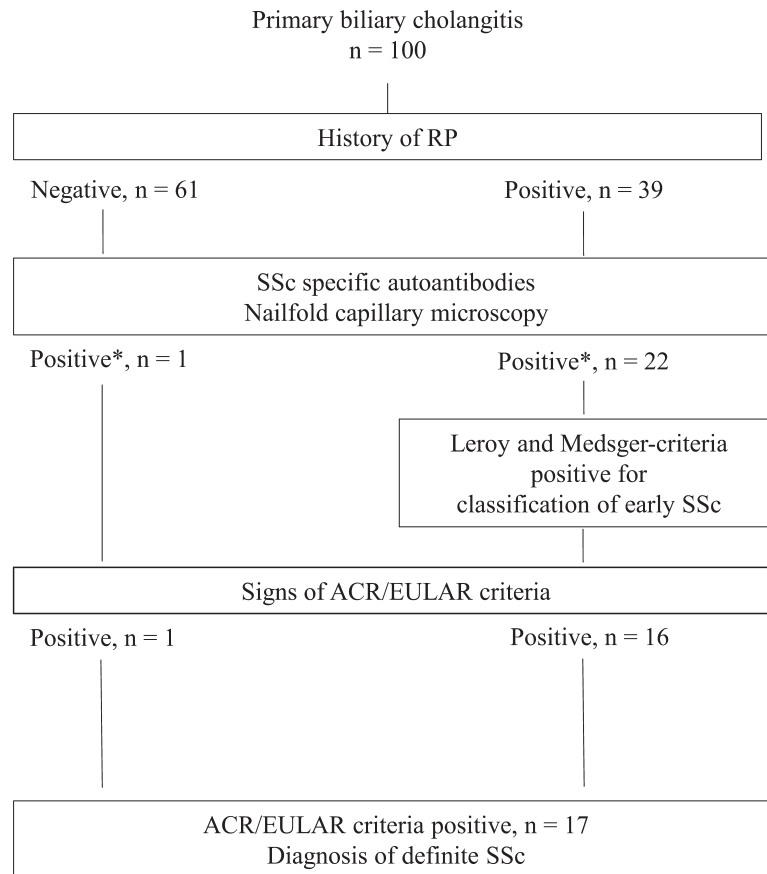 Primary biliary cholangitis
n = 100
History of RP
Negative, n = 61
Positive, n = 39
SSc specific autoantibodies
Nailfold capillary microscopy
Positive*, n = 1
Positive*, n = 22
Leroy and Medsger-criteria
positive for
classification of early SSc
Signs of ACR/EULAR criteria
Positive, n = 1
Positive, n = 16
ACR/EULAR criteria positive, n = 17
Diagnosis of definite SSc